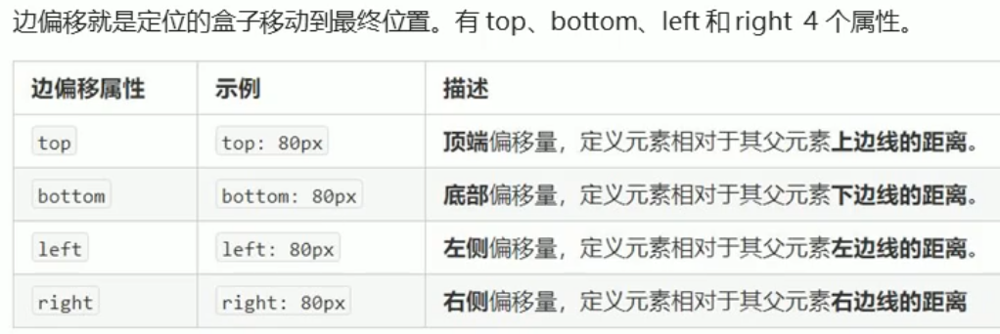 边偏移就是定位的盒子移动到最终位置。有 top、bottom、left 和 right 4 个属性。
边偏移属性 示例 描述
top top: 80px 顶端偏移量，定义元素相对于其父元素上边线的距离。
bottom bottom: 80px 底部偏移量，定义元素相对于其父元素下边线的距离。
left left: 80px 左侧偏移量，定义元素相对于其父元素左边线的距离。
right right: 80px 右侧偏移量，定义元素相对于其父元素右边线的距离